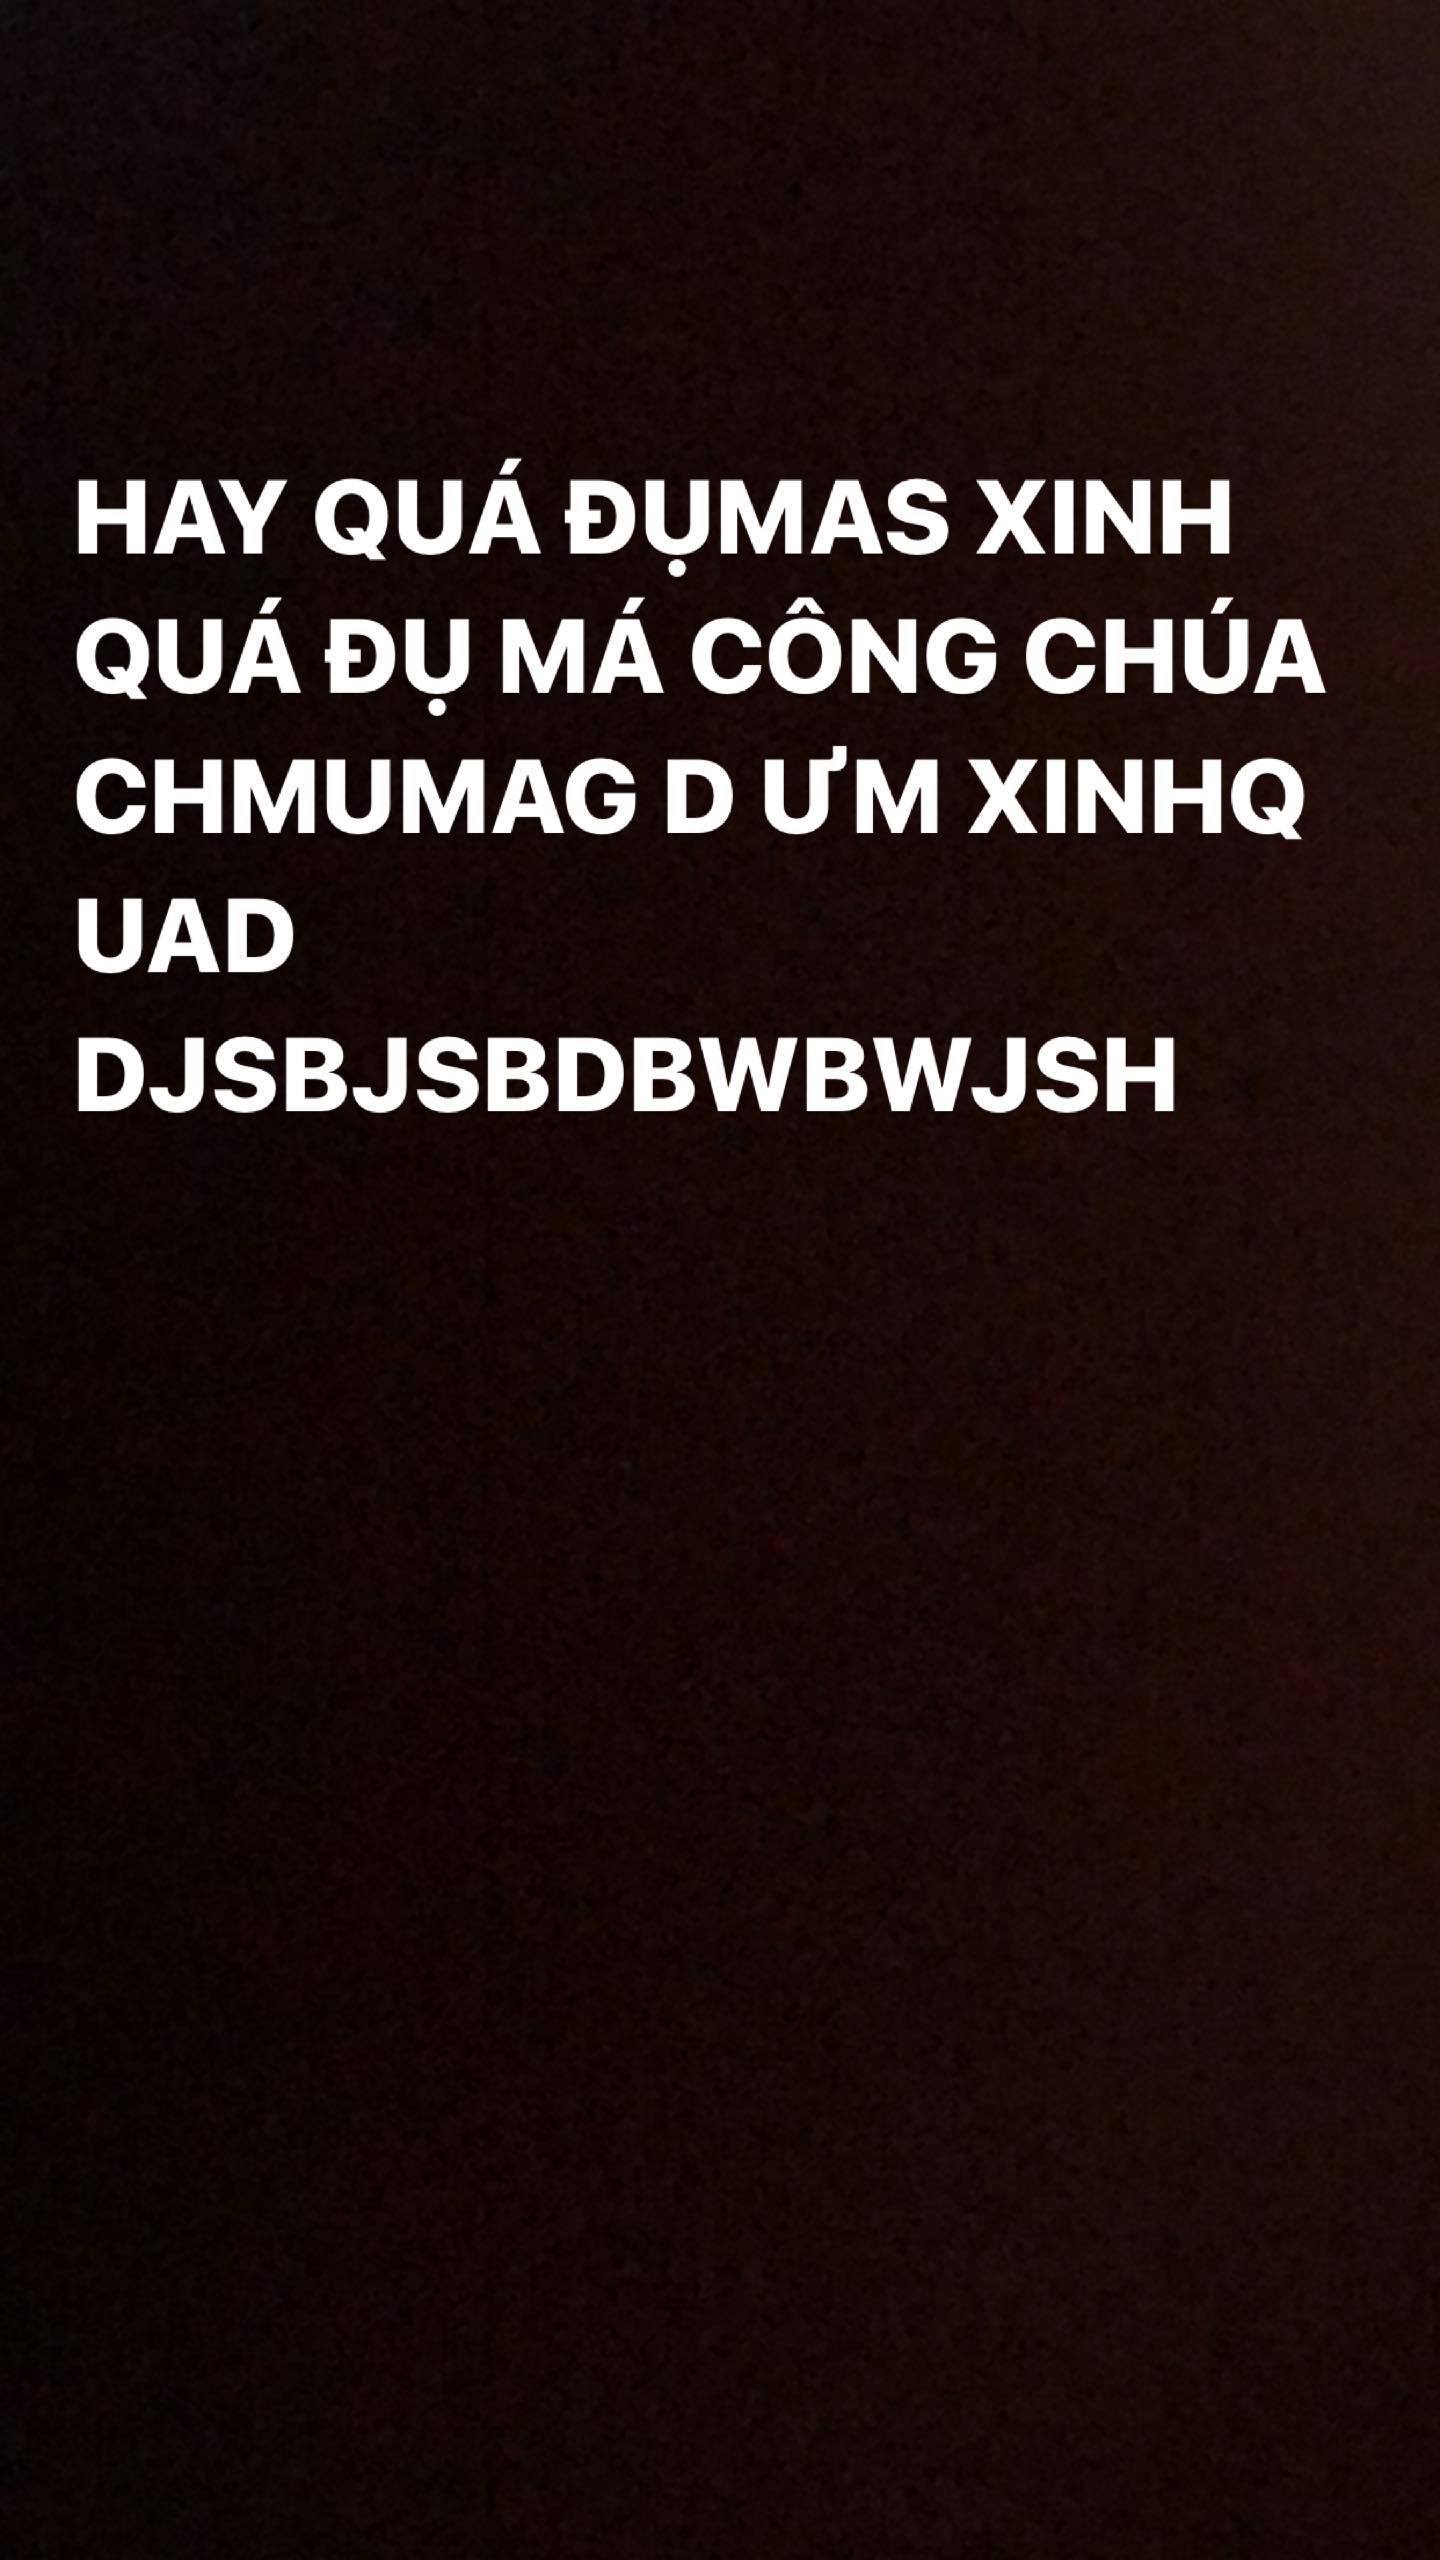 HAY QUÁ ĐỤMAS XINH
QUÁ ĐỤ MÁ CÔNG CHÚA
CHMUMAG D ƯM XINHQ
UAD
DJSBJSBDBWBWJSH